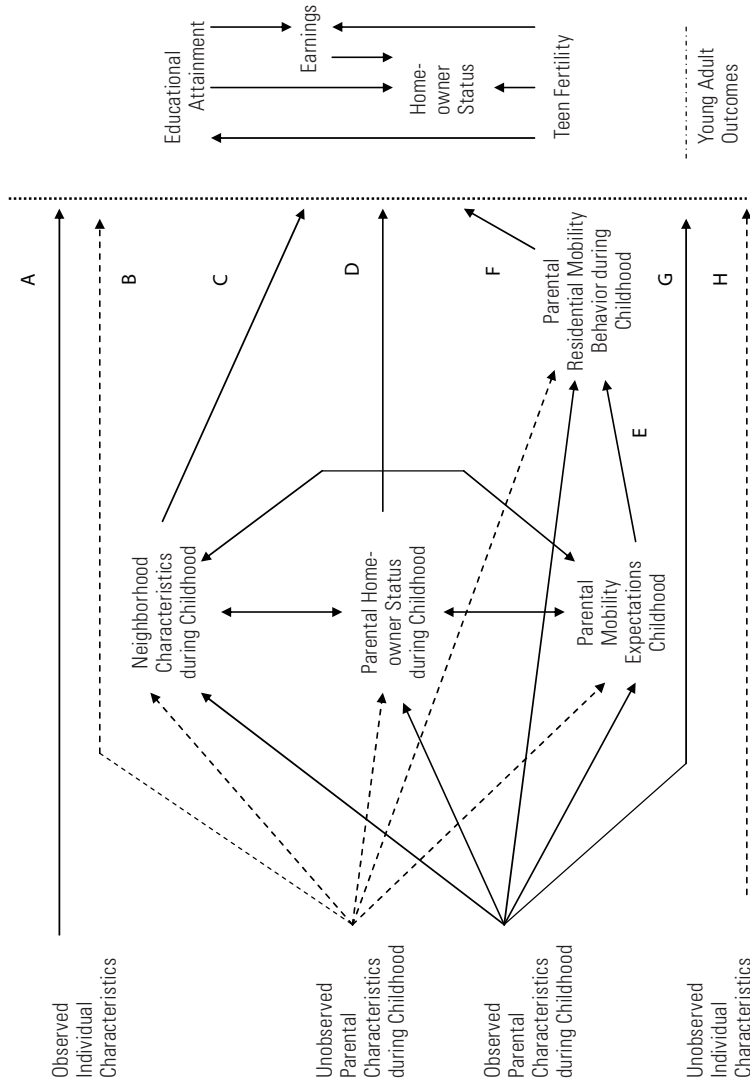 Observed
Individual
Characteristics
Unobserved
Parental
Characteristics
during Childhood
Observed
Parental
Characteristics
during Childhood
Unobserved
Individual
Characteristics
Neighborhood
Characteristics
during Childhood
Parental Home-
owner Status
during Childhood
Parental
Mobility
Expectations
Childhood
Parental
Residential Mobility
Behavior during
Childhood
A
B
C
D
E
F
G
H
Educational
Attainment
Earnings
Home-
owner
Status
Teen Fertility
Young Adult
Outcomes